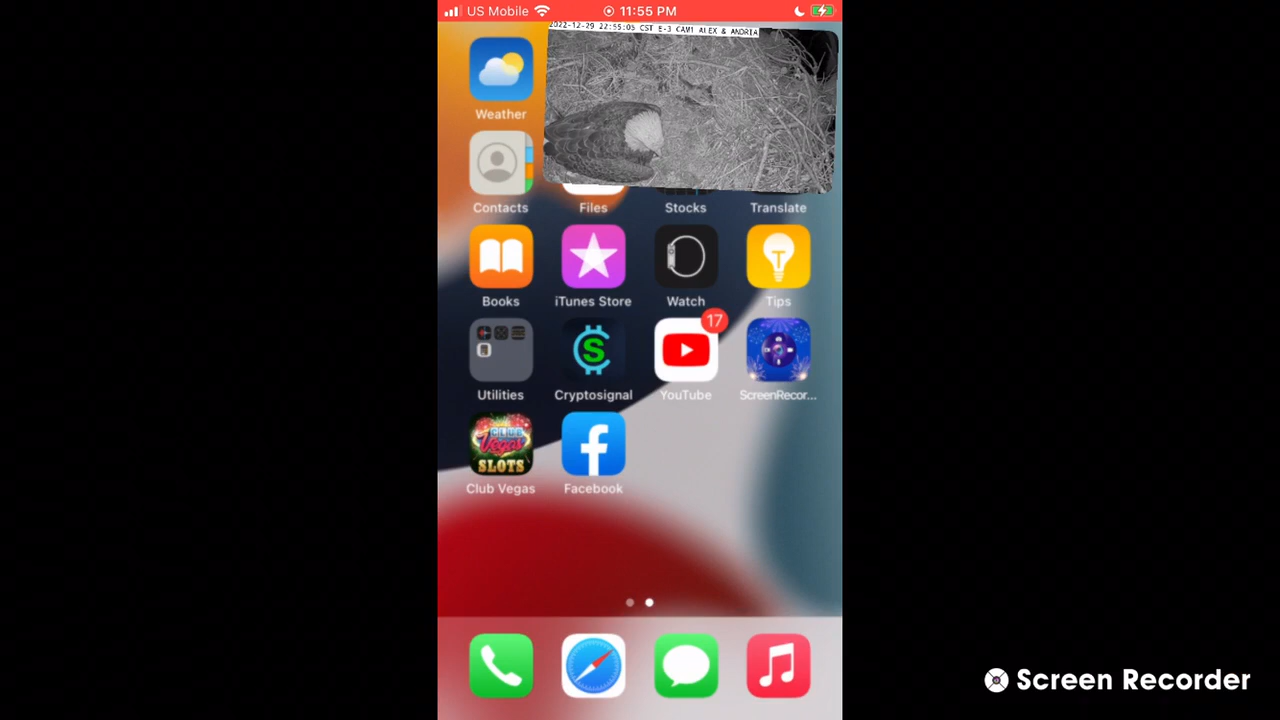 US Mobile 11:55 PM
2022-12-29 22:55:05 CST E-3 CAM1 ALEX & ANDRIA
Weather
Contacts Files Stocks Translate
Books iTunes Store Watch Tips
17
Utilities Cryptosignal YouTube ScreenRecor...
CLUB
Vegas
SLOTS
Club Vegas Facebook
Screen Recorder